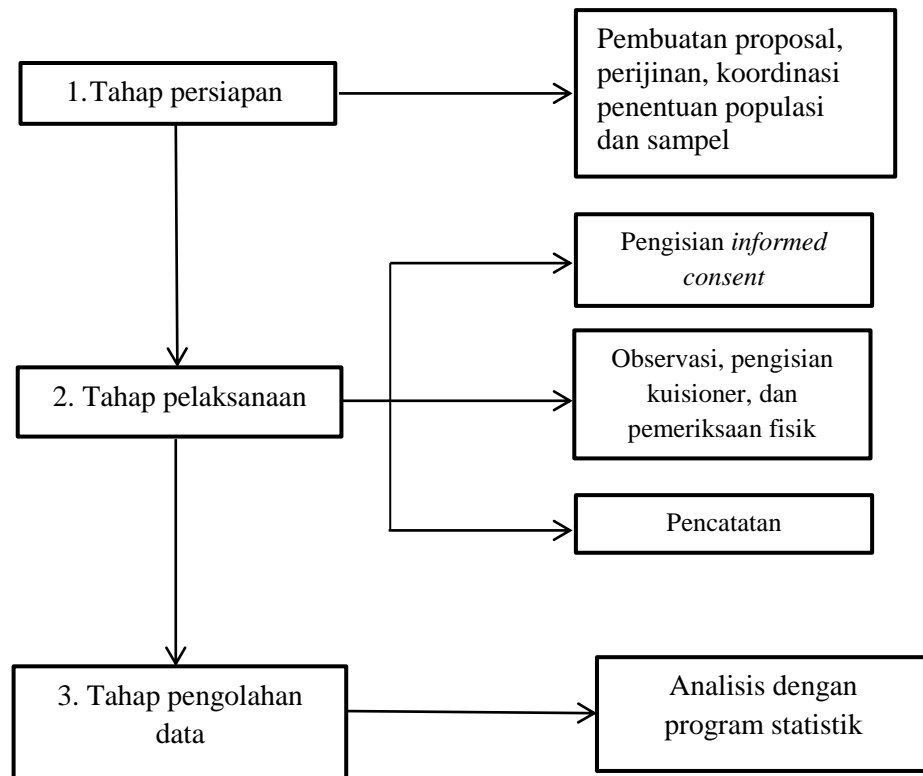 1. Tahap persiapan
Pembuatan proposal,
perijinan, koordinasi
penentuan populasi
dan sampel
2. Tahap pelaksanaan
Pengisian informed
consent
Observasi, pengisian
kuisioner, dan
pemeriksaan fisik
Pencatatan
3. Tahap pengolahan
data
Analisis dengan
program statistik